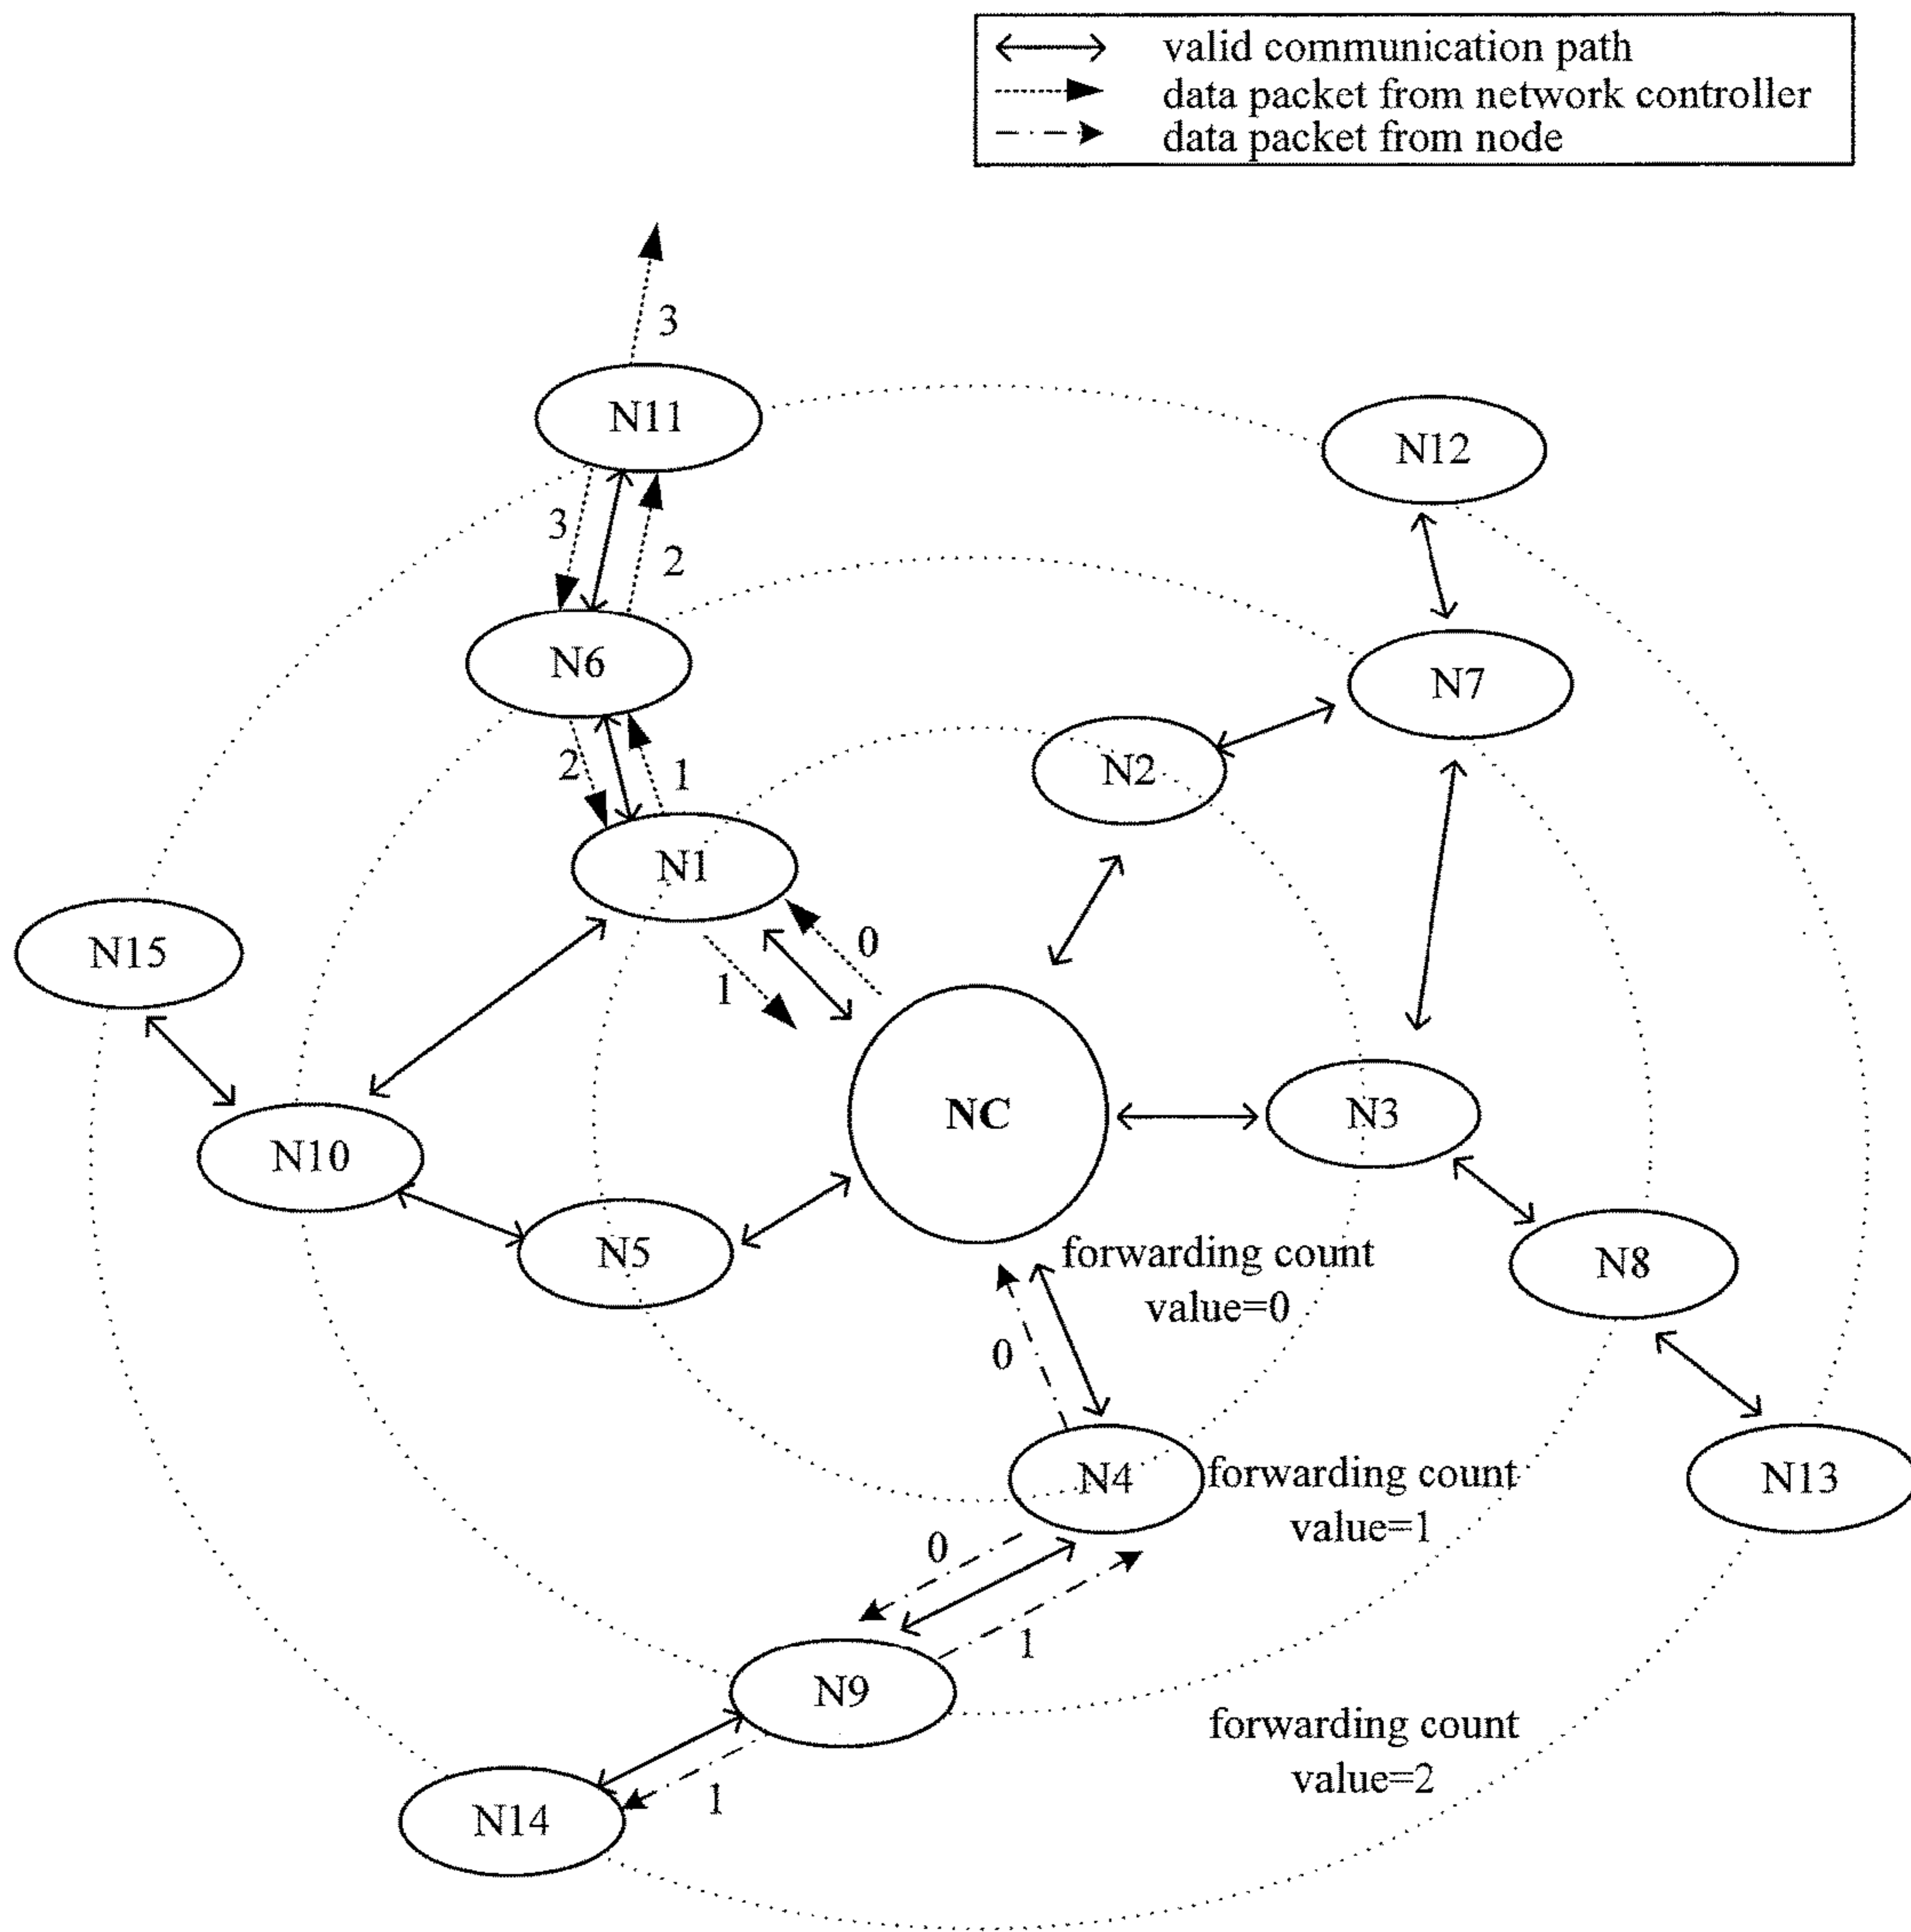 valid communication path
data packet from network controller
data packet from node
3
N11
N12
3
2
N6
N7
2
1
N2
N1
0
N15
1
NC
N3
N10
N5
forwarding count
value=0
N8
0
N4
forwarding count
value=1
N13
0
1
N9
forwarding count
value=2
1
N14